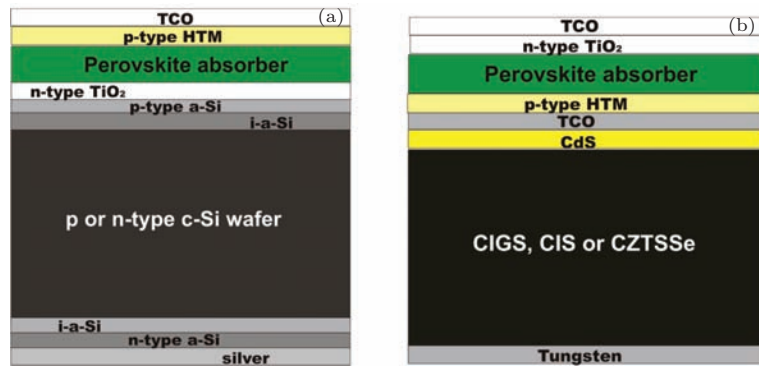 (a)
TCO
p-type HTM
Perovskite absorber
n-type TiO₂
p-type a-Si
i-a-Si
p or n-type c-Si wafer
i-a-Si
n-type a-Si
silver
(b)
TCO
n-type TiO₂
Perovskite absorber
p-type HTM
TCO
CdS
CIGS, CIS or CZTSSe
Tungsten